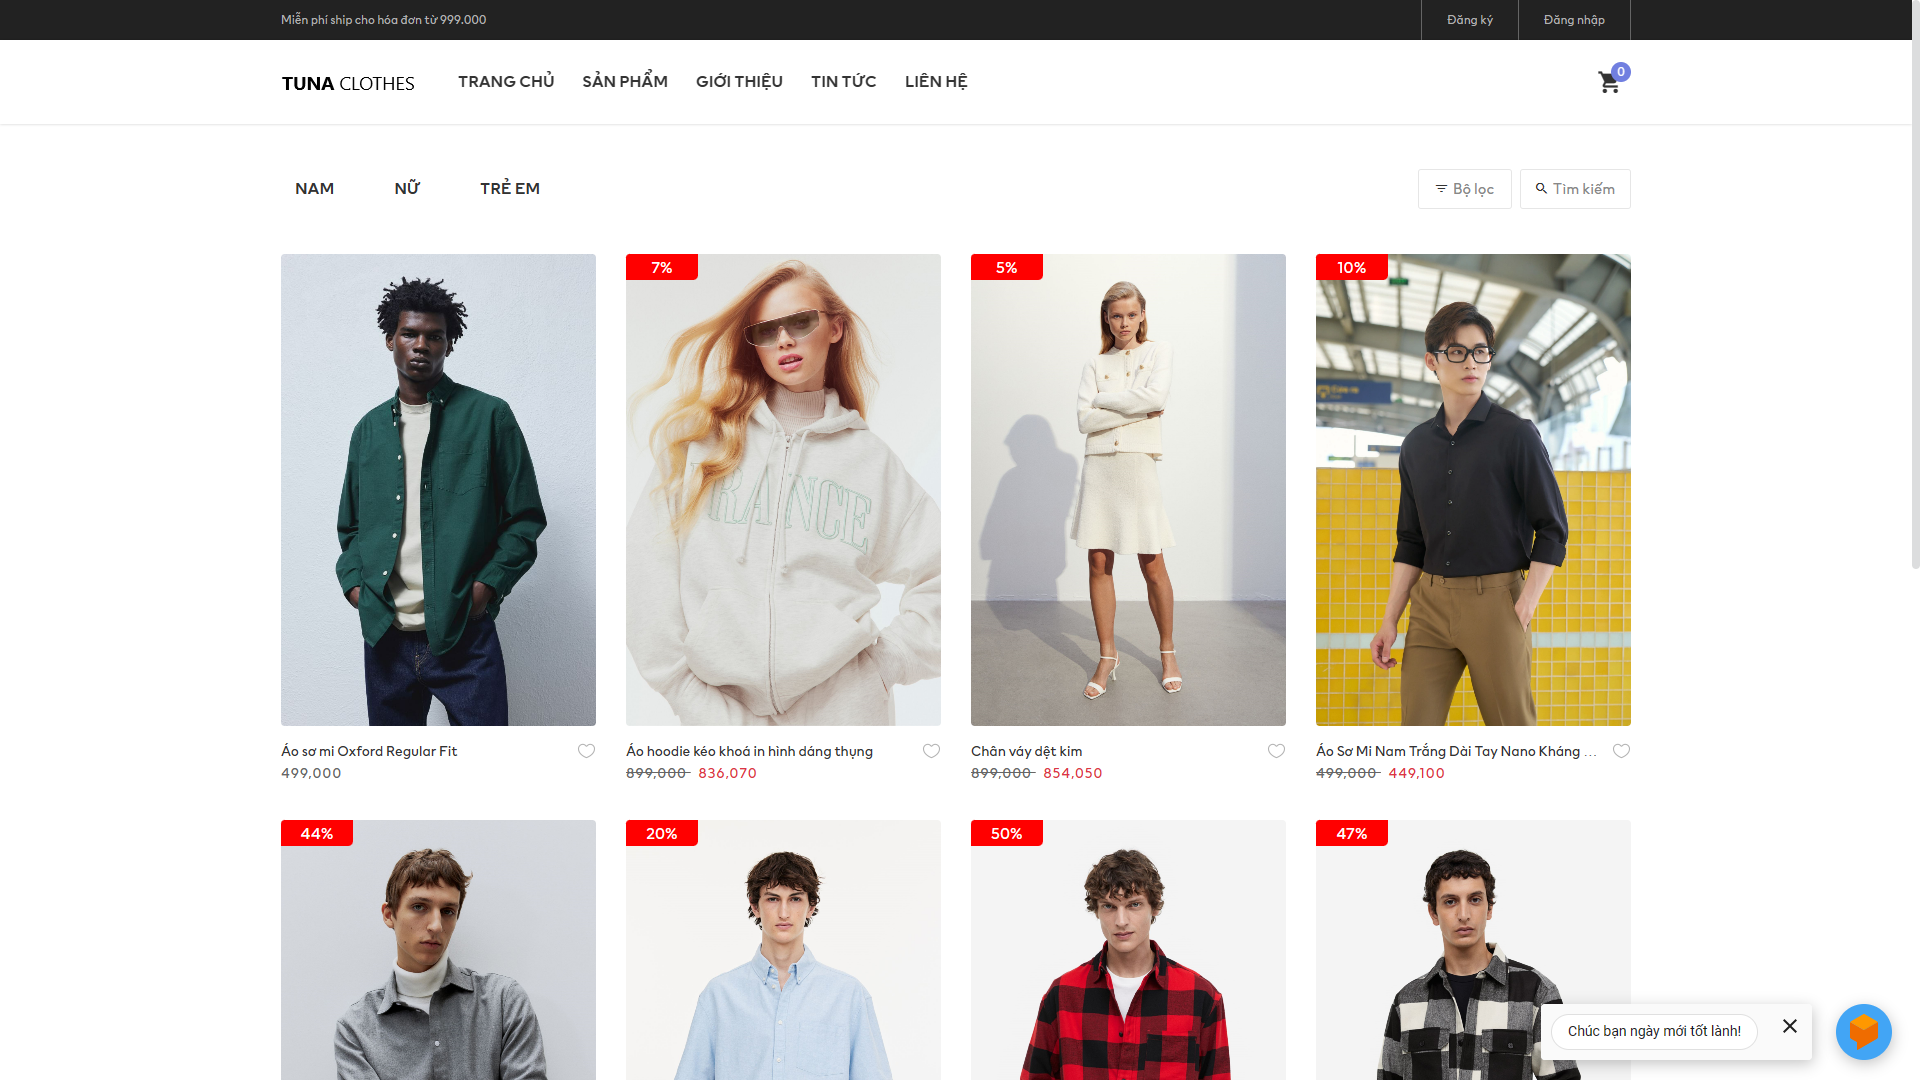 Miễn phí ship cho hóa đơn từ 999.000
Đăng ký
Đăng nhập
TUNA CLOTHES
TRANG CHỦ
SẢN PHẨM
GIỚI THIỆU
TIN TỨC
LIÊN HỆ
0
NAM
NỮ
TRẺ EM
Bộ lọc
Tìm kiếm
7%
5%
10%
FRANCE
Áo sơ mi Oxford Regular Fit
499,000
Áo hoodie kéo khoá in hình dáng thụng
899,000 836,070
Chân váy dệt kim
899,000 854,050
Áo Sơ Mi Nam Trắng Dài Tay Nano Kháng ...
499,000 449,100
44%
20%
50%
47%
Chúc bạn ngày mới tốt lành!